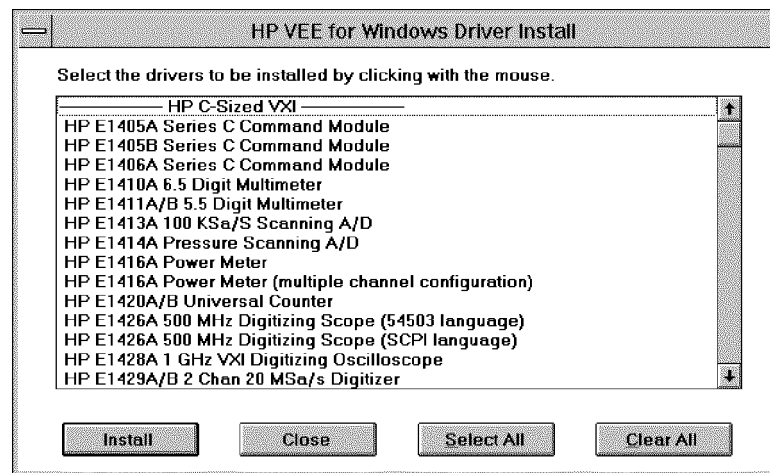 HP VEE for Windows Driver Install
Select the drivers to be installed by clicking with the mouse.
HP C-Sized VXI
HP E1405A Series C Command Module
HP E1405B Series C Command Module
HP E1406A Series C Command Module
HP E1410A 6.5 Digit Multimeter
HP E1411A/B 5.5 Digit Multimeter
HP E1413A 100 KSa/S Scanning A/D
HP E1414A Pressure Scanning A/D
HP E1416A Power Meter
HP E1416A Power Meter (multiple channel configuration)
HP E1420A/B Universal Counter
HP E1426A 500 MHz Digitizing Scope (54503 language)
HP E1426A 500 MHz Digitizing Scope (SCPI language)
HP E1428A 1 GHz VXI Digitizing Oscilloscope
HP E1429A/B 2 Chan 20 MSa/s Digitizer
Install Close Select All Clear All